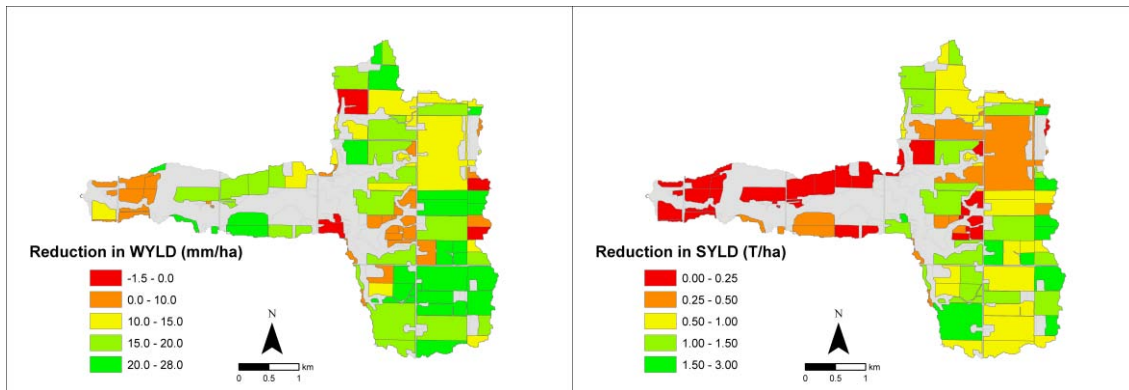 Reduction in WYLD (mm/ha)
-1.5 - 0.0
0.0 - 10.0
10.0 - 15.0
15.0 - 20.0
20.0 - 28.0
N
0 0.5 1 km
Reduction in SYLD (T/ha)
0.00 - 0.25
0.25 - 0.50
0.50 - 1.00
1.00 - 1.50
1.50 - 3.00
N
0 0.5 1 km